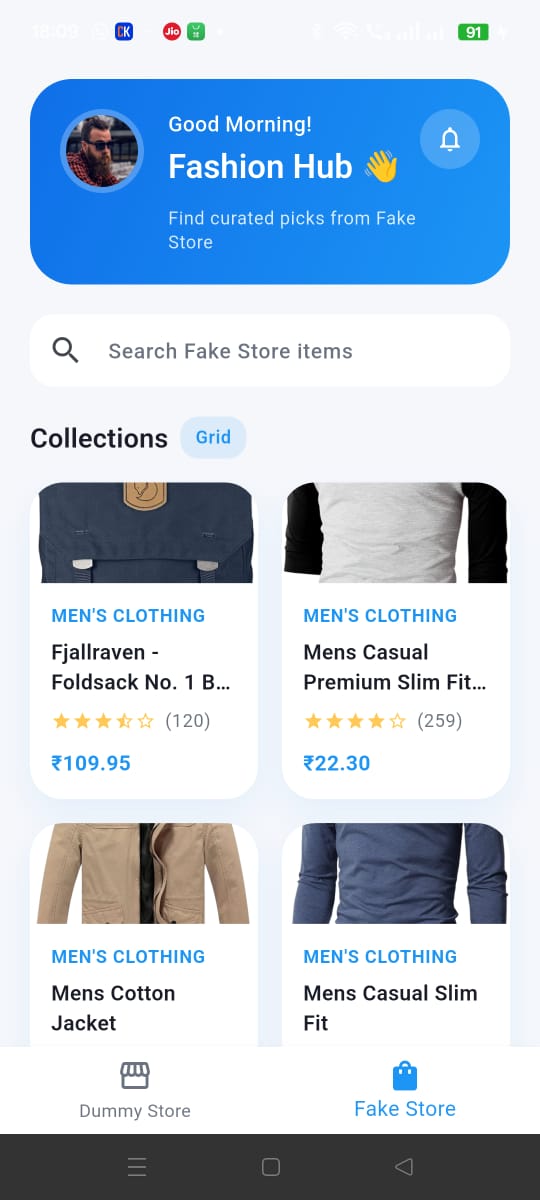 18:09
CK
Jio
91
Good Morning!
Fashion Hub 👋
Find curated picks from Fake
Store
Search Fake Store items
Collections
Grid
MEN'S CLOTHING
Fjallraven -
Foldsack No. 1 B...
(120)
₹109.95
MEN'S CLOTHING
Mens Casual
Premium Slim Fit...
(259)
₹22.30
MEN'S CLOTHING
Mens Cotton
Jacket
MEN'S CLOTHING
Mens Casual Slim
Fit
Dummy Store
Fake Store